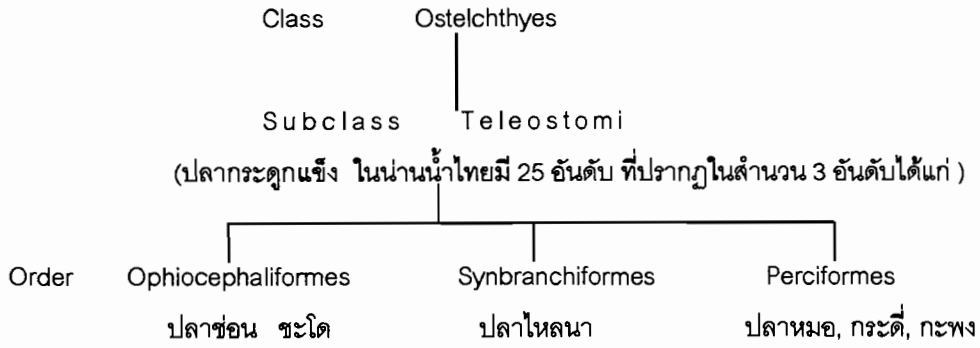 Class Ostelchthyes
Subclass Teleostomi
(ปลากระดูกแข็ง ในน่านน้ำไทยมี 25 อันดับ ที่ปรากฏในสำนวน 3 อันดับได้แก่ )
Order Ophiocephaliformes Synbranchiformes Perciformes
ปลาช่อน ชะโด ปลาไหลนา ปลาหมอ, กระดี่, กะพง